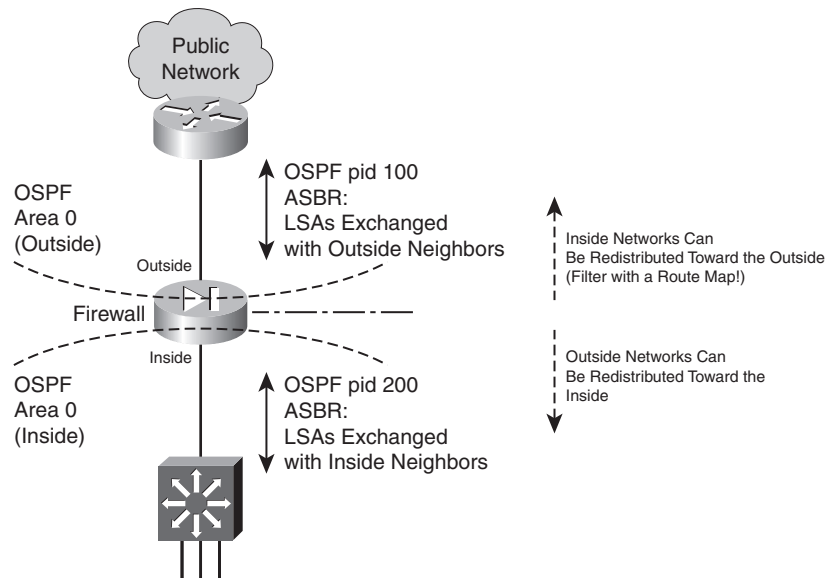 Public
Network
OSPF
Area 0
(Outside)
OSPF pid 100
ASBR:
LSAs Exchanged
with Outside Neighbors
Inside Networks Can
Be Redistributed Toward the Outside
(Filter with a Route Map!)
Outside
Firewall
Inside
OSPF
Area 0
(Inside)
OSPF pid 200
ASBR:
LSAs Exchanged
with Inside Neighbors
Outside Networks Can
Be Redistributed Toward the
Inside